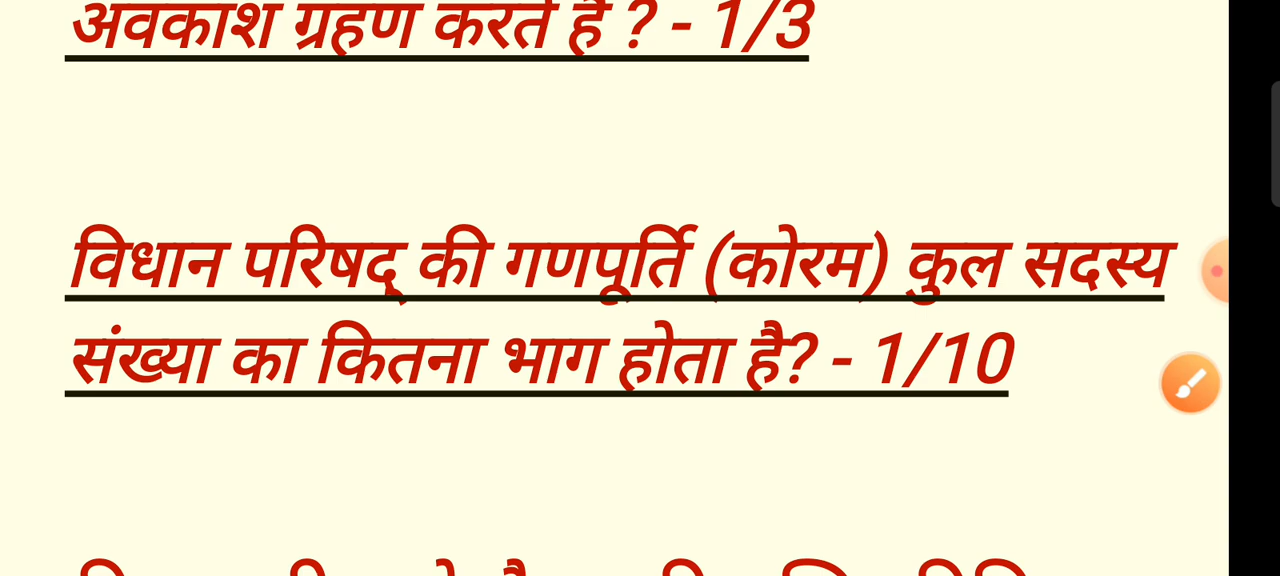 अवकाश ग्रहण करते है ? - 1/3
विधान परिषद् की गणपूर्ति (कोरम) कुल सदस्य
संख्या का कितना भाग होता है? - 1/10